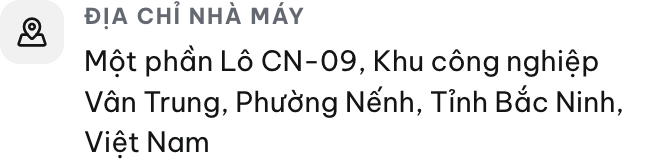 ĐỊA CHỈ NHÀ MÁY
Một phần Lô CN-09, Khu công nghiệp
Vân Trung, Phường Nếnh, Tỉnh Bắc Ninh,
Việt Nam